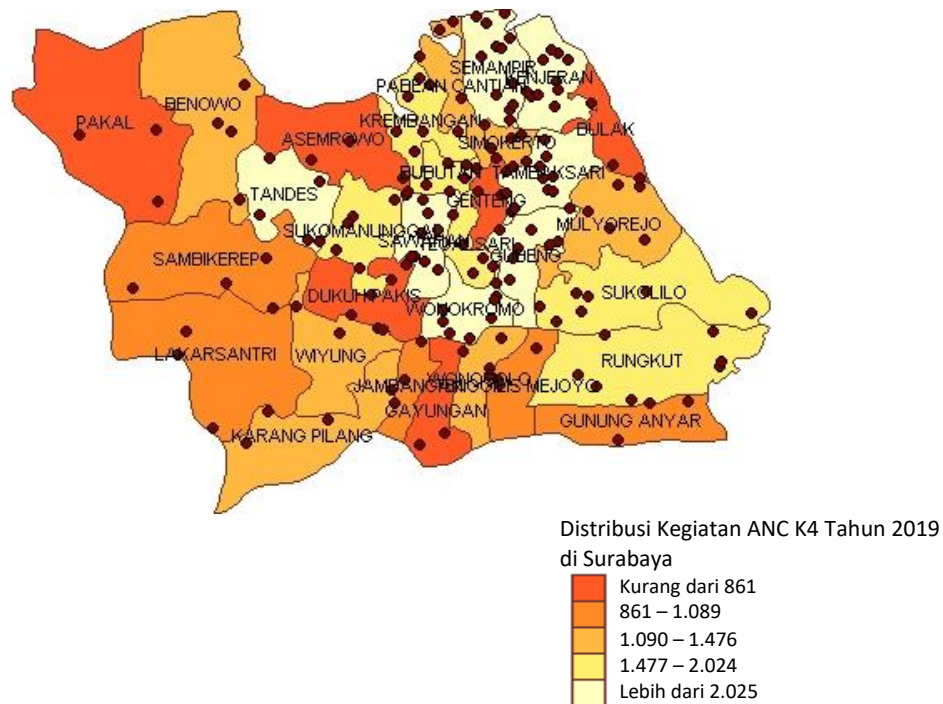 SEMAMPIR
KENJERAN
PABEAN CANTIAN
BENOWO
PAKAL
KREMBANGAN
BULAK
ASEMROWO
SIMOKERTO
BUBUTAN
TAMBAKSARI
TANDES
GENTENG
MULYOREJO
SUKOMANUNGGAL
SAWAHAN
TEGALSARI
GUBENG
SAMBIKEREP
DUKUH PAKIS
SUKOLILO
WONOKROMO
LAKARSANTRI
WIYUNG
RUNGKUT
JAMBANGAN
WONOCOLO
TENGGILIS MEJOYO
GAYUNGAN
GUNUNG ANYAR
KARANG PILANG
Distribusi Kegiatan ANC K4 Tahun 2019
di Surabaya
Kurang dari 861
861 – 1.089
1.090 – 1.476
1.477 – 2.024
Lebih dari 2.025